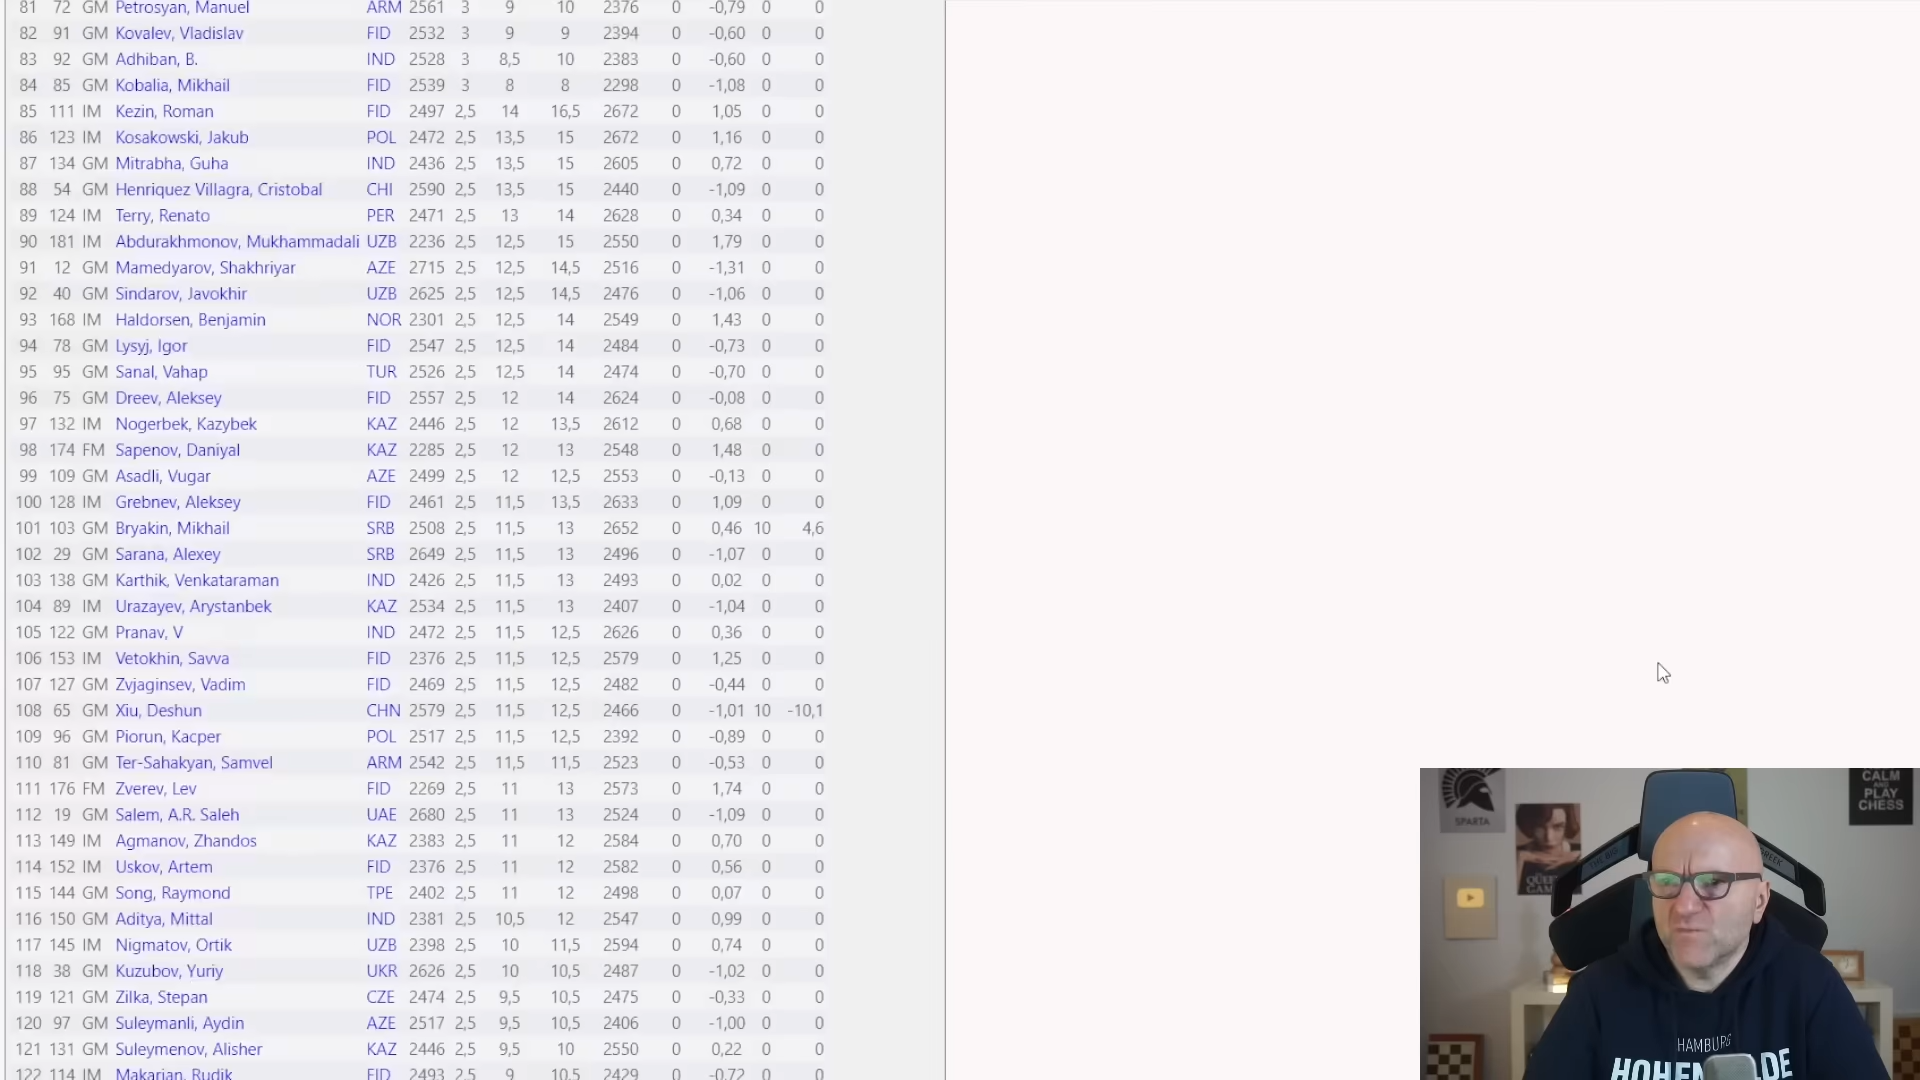 81 72 GM Petrosyan, Manuel ARM 2561 3 9 10 2376 0 -0,79 0 0
82 91 GM Kovalev, Vladislav FID 2532 3 9 9 2394 0 -0,60 0 0
83 92 GM Adhiban, B. IND 2528 3 8,5 10 2383 0 -0,60 0 0
84 85 GM Kobalia, Mikhail FID 2539 3 8 8 2298 0 -1,08 0 0
85 111 IM Kezin, Roman FID 2497 2,5 14 16,5 2672 0 1,05 0 0
86 123 IM Kosakowski, Jakub POL 2472 2,5 13,5 15 2672 0 1,16 0 0
87 134 GM Mitrabha, Guha IND 2436 2,5 13,5 15 2605 0 0,72 0 0
88 54 GM Henriquez Villagra, Cristobal CHI 2590 2,5 13,5 15 2440 0 -1,09 0 0
89 124 IM Terry, Renato PER 2471 2,5 13 14 2628 0 0,34 0 0
90 181 IM Abdurakhmonov, Mukhammadali UZB 2236 2,5 12,5 15 2550 0 1,79 0 0
91 12 GM Mamedyarov, Shakhriyar AZE 2715 2,5 12,5 14,5 2516 0 -1,31 0 0
92 40 GM Sindarov, Javokhir UZB 2625 2,5 12,5 14,5 2476 0 -1,06 0 0
93 168 IM Haldorsen, Benjamin NOR 2301 2,5 12,5 14 2549 0 1,43 0 0
94 78 GM Lysyj, Igor FID 2547 2,5 12,5 14 2484 0 -0,73 0 0
95 95 GM Sanal, Vahap TUR 2526 2,5 12,5 14 2474 0 -0,70 0 0
96 75 GM Dreev, Aleksey FID 2557 2,5 12 14 2624 0 -0,08 0 0
97 132 IM Nogerbek, Kazybek KAZ 2446 2,5 12 13,5 2612 0 0,68 0 0
98 174 FM Sapenov, Daniyal KAZ 2285 2,5 12 13 2548 0 1,48 0 0
99 109 GM Asadli, Vugar AZE 2499 2,5 12 12,5 2553 0 -0,13 0 0
100 128 IM Grebnev, Aleksey FID 2461 2,5 11,5 13,5 2633 0 1,09 0 0
101 103 GM Bryakin, Mikhail SRB 2508 2,5 11,5 13 2652 0 0,46 10 4,6
102 29 GM Sarana, Alexey SRB 2649 2,5 11,5 13 2496 0 -1,07 0 0
103 138 GM Karthik, Venkataraman IND 2426 2,5 11,5 13 2493 0 0,02 0 0
104 89 IM Urazayev, Arystanbek KAZ 2534 2,5 11,5 13 2407 0 -1,04 0 0
105 122 GM Pranav, V IND 2472 2,5 11,5 12,5 2626 0 0,36 0 0
106 153 IM Vetokhin, Savva FID 2376 2,5 11,5 12,5 2579 0 1,25 0 0
107 127 GM Zvjaginsev, Vadim FID 2469 2,5 11,5 12,5 2482 0 -0,44 0 0
108 65 GM Xiu, Deshun CHN 2579 2,5 11,5 12,5 2466 0 -1,01 10 -10,1
109 96 GM Piorun, Kacper POL 2517 2,5 11,5 12,5 2392 0 -0,89 0 0
110 81 GM Ter-Sahakyan, Samvel ARM 2542 2,5 11,5 11,5 2523 0 -0,53 0 0
111 176 FM Zverev, Lev FID 2269 2,5 11 13 2573 0 1,74 0 0
112 19 GM Salem, A.R. Saleh UAE 2680 2,5 11 13 2524 0 -1,09 0 0
113 149 IM Agmanov, Zhandos KAZ 2383 2,5 11 12 2584 0 0,70 0 0
114 152 IM Uskov, Artem FID 2376 2,5 11 12 2582 0 0,56 0 0
115 144 GM Song, Raymond TPE 2402 2,5 11 12 2498 0 0,07 0 0
116 150 GM Aditya, Mittal IND 2381 2,5 10,5 12 2547 0 0,99 0 0
117 145 IM Nigmatov, Ortik UZB 2398 2,5 10 11,5 2594 0 0,74 0 0
118 38 GM Kuzubov, Yuriy UKR 2626 2,5 10 10,5 2487 0 -1,02 0 0
119 121 GM Zilka, Stepan CZE 2474 2,5 9,5 10,5 2475 0 -0,33 0 0
120 97 GM Suleymanli, Aydin AZE 2517 2,5 9,5 10,5 2406 0 -1,00 0 0
121 131 GM Suleymenov, Alisher KAZ 2446 2,5 9,5 10 2550 0 0,22 0 0
122 114 IM Makarian, Rudik FID 2493 2,5 9 10,5 2429 0 -0,72 0 0
SPARTA
CALM
AND
PLAY
CHESS
HAMBURG